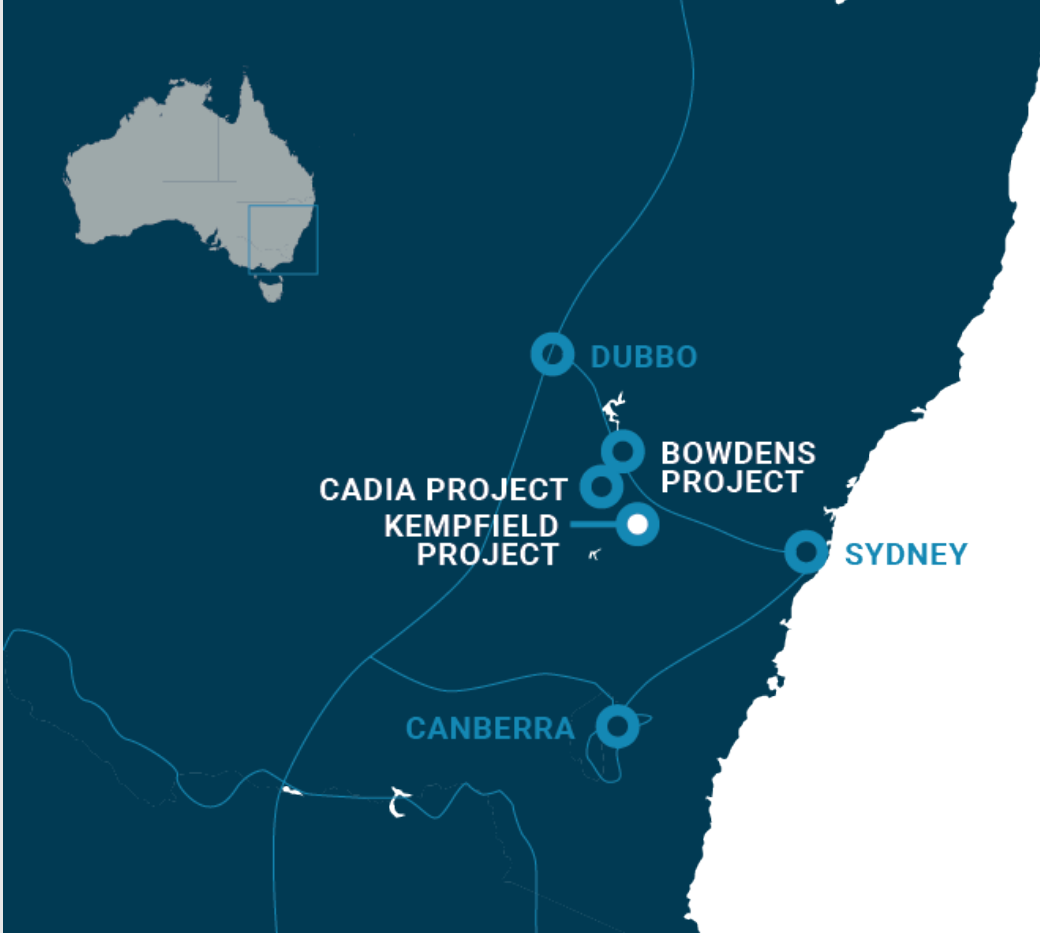 DUBBO
BOWDENS
PROJECT
CADIA PROJECT
KEMPFIELD
PROJECT
SYDNEY
CANBERRA